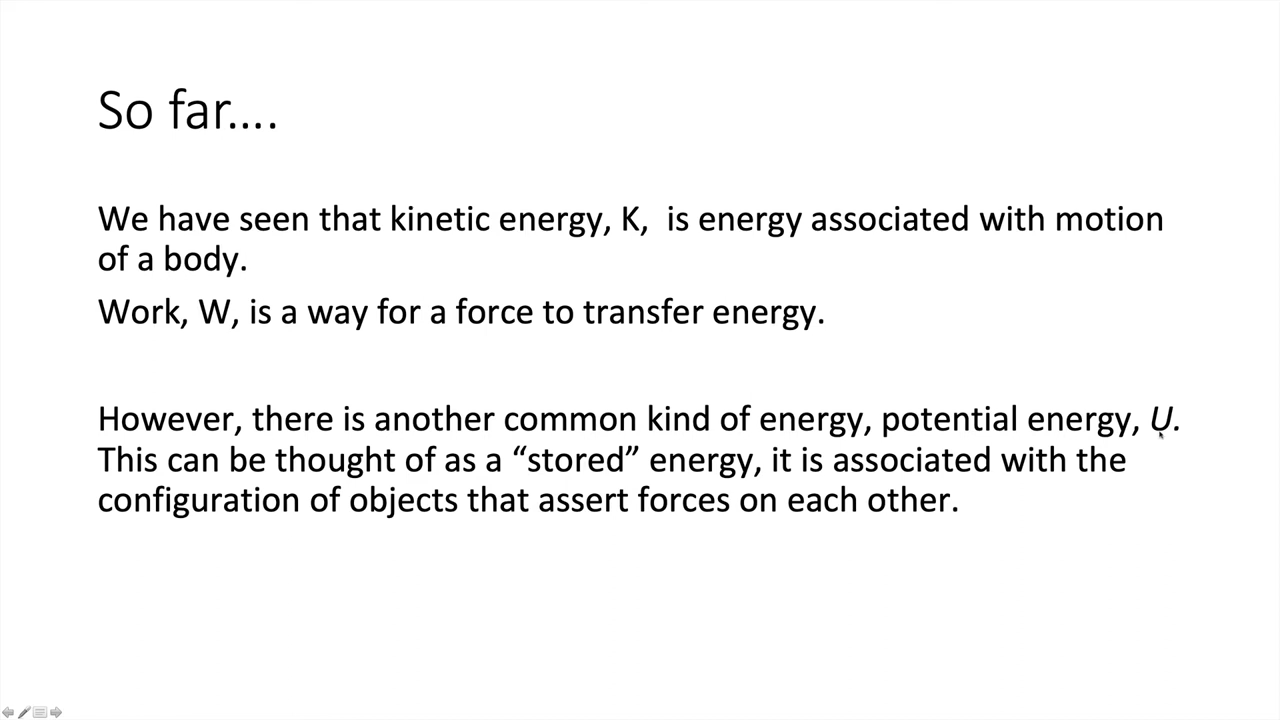 So far....
We have seen that kinetic energy, K,  is energy associated with motion
of a body.
Work, W, is a way for a force to transfer energy.
However, there is another common kind of energy, potential energy, U.
This can be thought of as a “stored” energy, it is associated with the
configuration of objects that assert forces on each other.